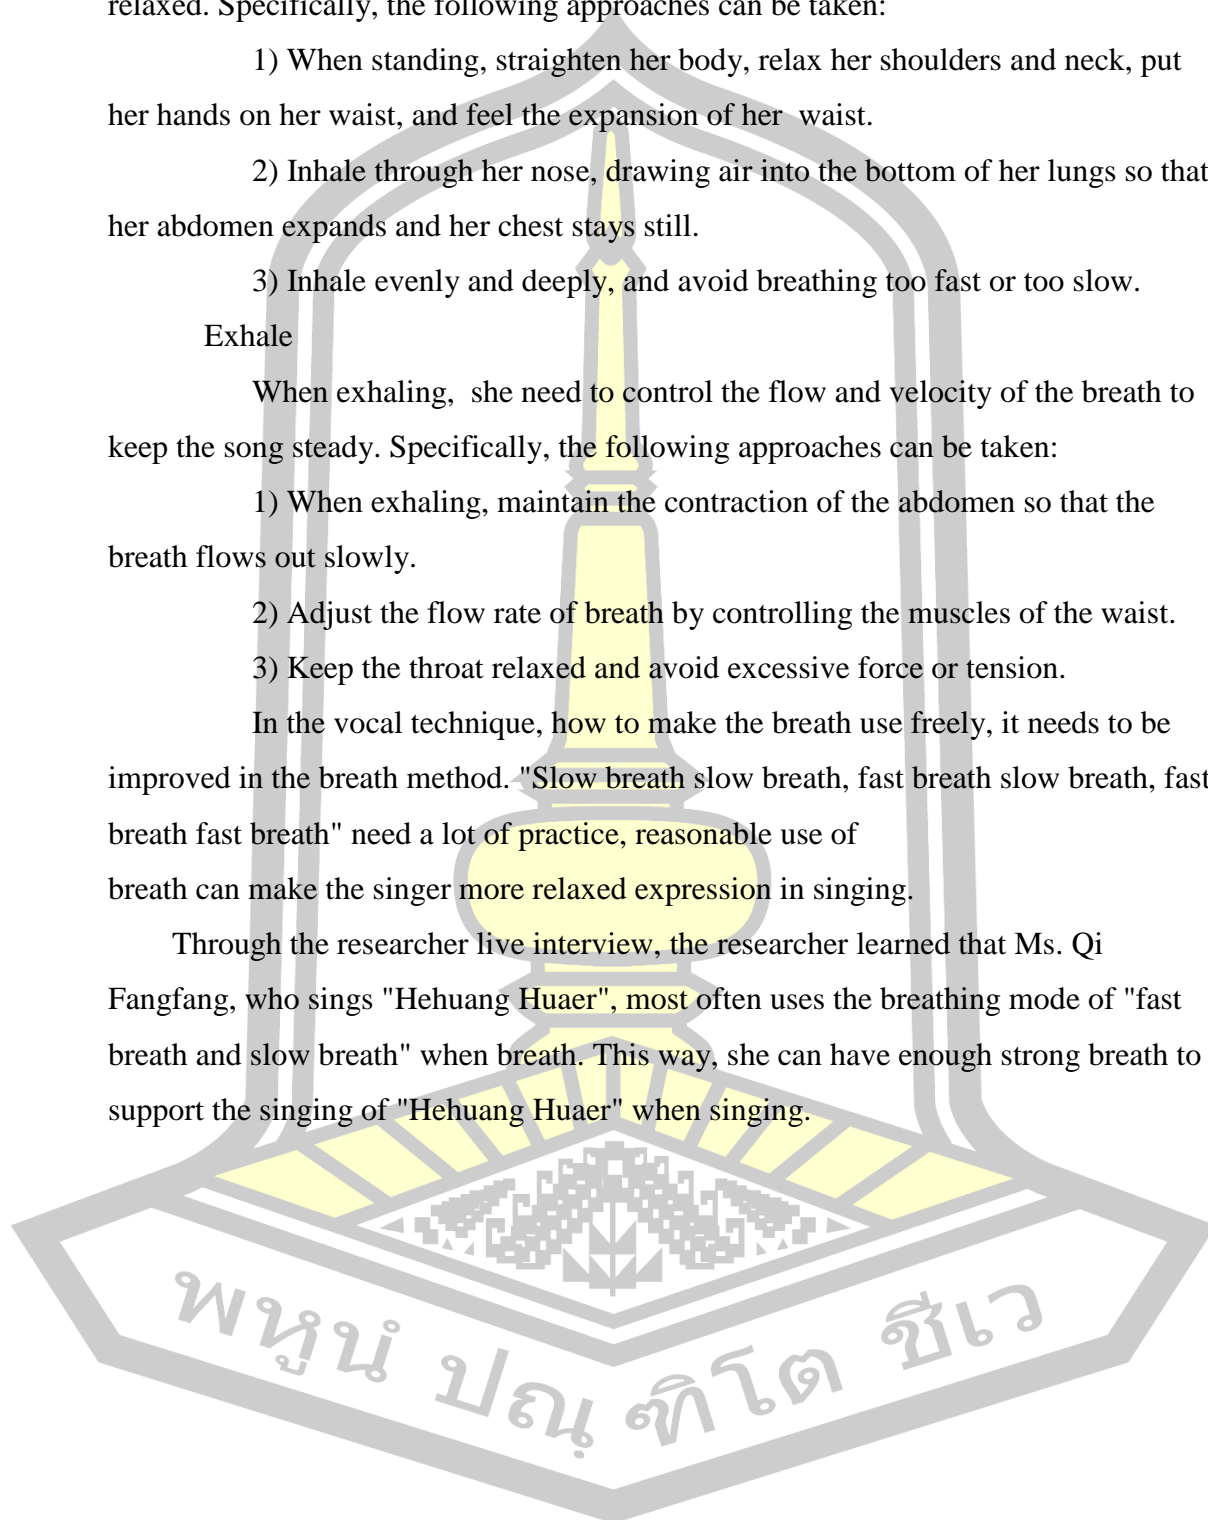 relaxed. Specifically, the following approaches can be taken:
1) When standing, straighten her body, relax her shoulders and neck, put
her hands on her waist, and feel the expansion of her  waist.
2) Inhale through her nose, drawing air into the bottom of her lungs so that
her abdomen expands and her chest stays still.
3) Inhale evenly and deeply, and avoid breathing too fast or too slow.
Exhale
When exhaling,  she need to control the flow and velocity of the breath to
keep the song steady. Specifically, the following approaches can be taken:
1) When exhaling, maintain the contraction of the abdomen so that the
breath flows out slowly.
2) Adjust the flow rate of breath by controlling the muscles of the waist.
3) Keep the throat relaxed and avoid excessive force or tension.
In the vocal technique, how to make the breath use freely, it needs to be
improved in the breath method. "Slow breath slow breath, fast breath slow breath, fast
breath fast breath" need a lot of practice, reasonable use of
breath can make the singer more relaxed expression in singing.
Through the researcher live interview, the researcher learned that Ms. Qi
Fangfang, who sings "Hehuang Huaer", most often uses the breathing mode of "fast
breath and slow breath" when breath. This way, she can have enough strong breath to
support the singing of "Hehuang Huaer" when singing.
พหูนํ ปณฺฑิโต ชีเว